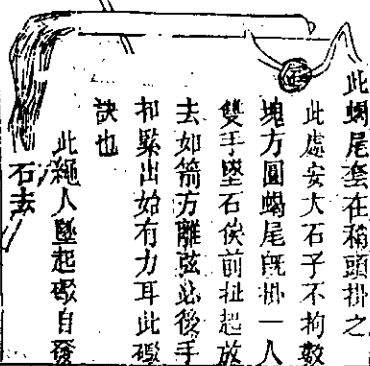 此蝎尾套在稍頭掛之
此處安大石子不拘數
塊方圓蝎尾旣掛一人
雙手墜石俟前扯起放
去如箭方離弦必後手
扣緊出始有力耳此礮
訣也
此繩人墜起礮自發
石去